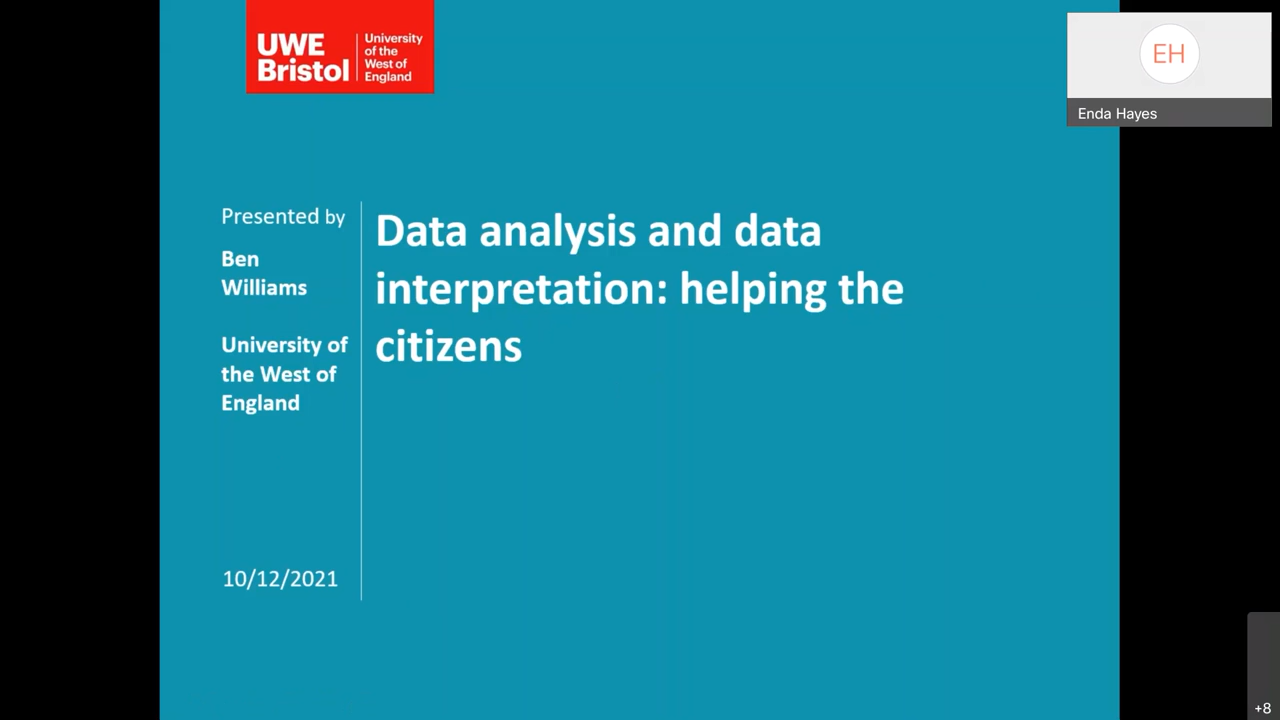 UWE
Bristol
University
of the
West of
England
EH
Enda Hayes
Presented by
Ben
Williams
University of
the West of
England
10/12/2021
Data analysis and data
interpretation: helping the
citizens
+8